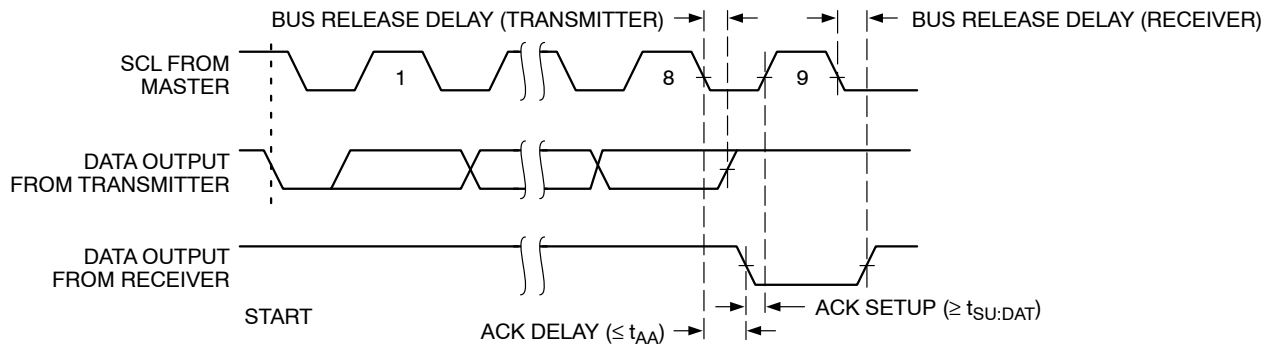 BUS RELEASE DELAY (TRANSMITTER)
BUS RELEASE DELAY (RECEIVER)
SCL FROM
MASTER
1
8
9
DATA OUTPUT
FROM TRANSMITTER
DATA OUTPUT
FROM RECEIVER
START
ACK SETUP (≥ tSU:DAT)
ACK DELAY (≤ tAA)